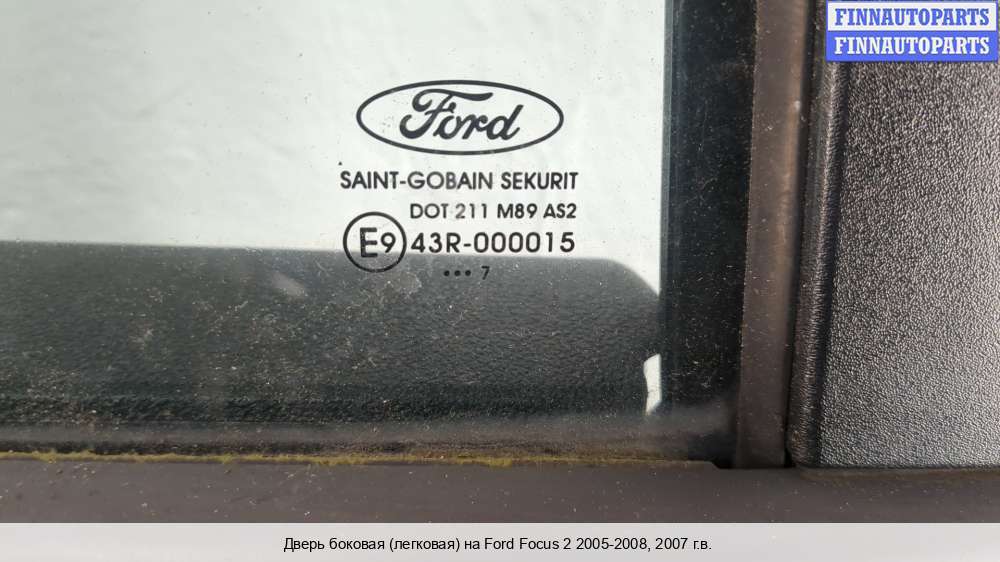 FINNAUTOPARTS
FINNAUTOPARTS
Ford
SAINT-GOBAIN SEKURIT
DOT 211 M89 AS2
E9 43R-000015
••• 7
Дверь боковая (легковая) на Ford Focus 2 2005-2008, 2007 г.в.